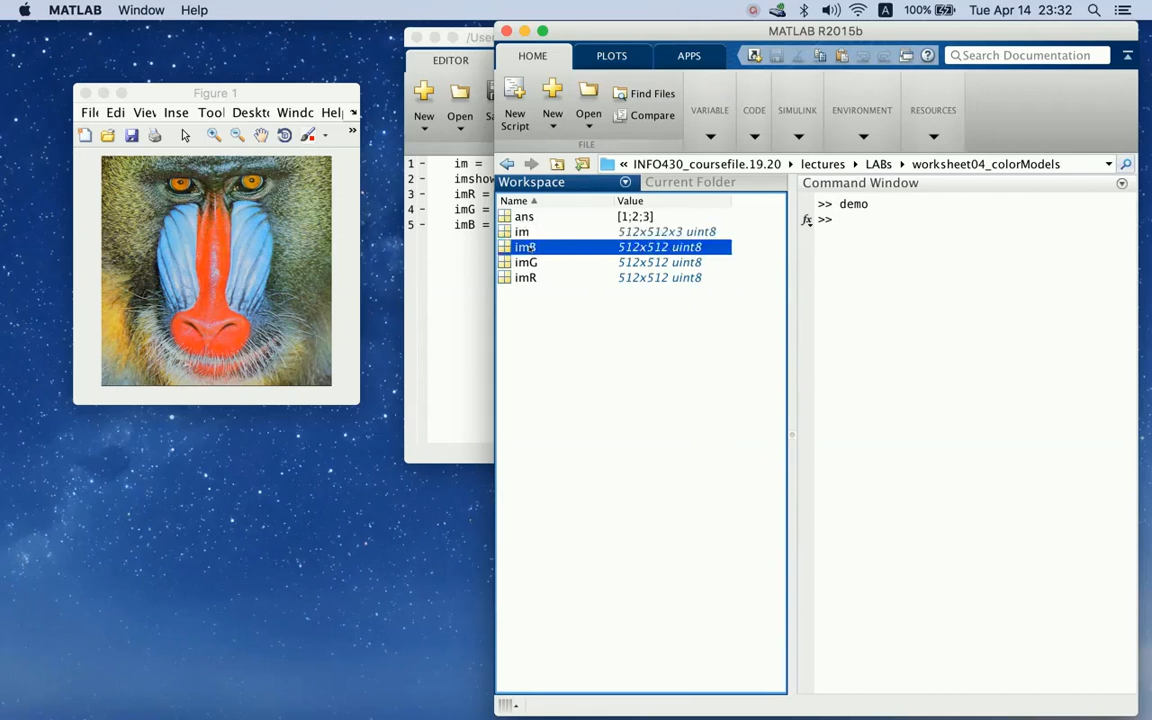 MATLAB Window Help 100% Tue Apr 14 23:32
MATLAB R2015b
/User
EDITOR
HOME PLOTS APPS Search Documentation
New Open
New Script New Open Find Files Compare
VARIABLE CODE SIMULINK ENVIRONMENT RESOURCES
FILE
« INFO430_coursefile.19.20 lectures LABs worksheet04_colorModels
Figure 1
Fil Edi Viev Inse Tool Deskt Windc Help
1 - im =
2 - imshow
3 - imR =
4 - imG =
5 - imB =
Workspace Current Folder
Name Value
ans [1;2;3]
im 512x512x3 uint8
imB 512x512 uint8
imG 512x512 uint8
imR 512x512 uint8
Command Window
>> demo
fx >>